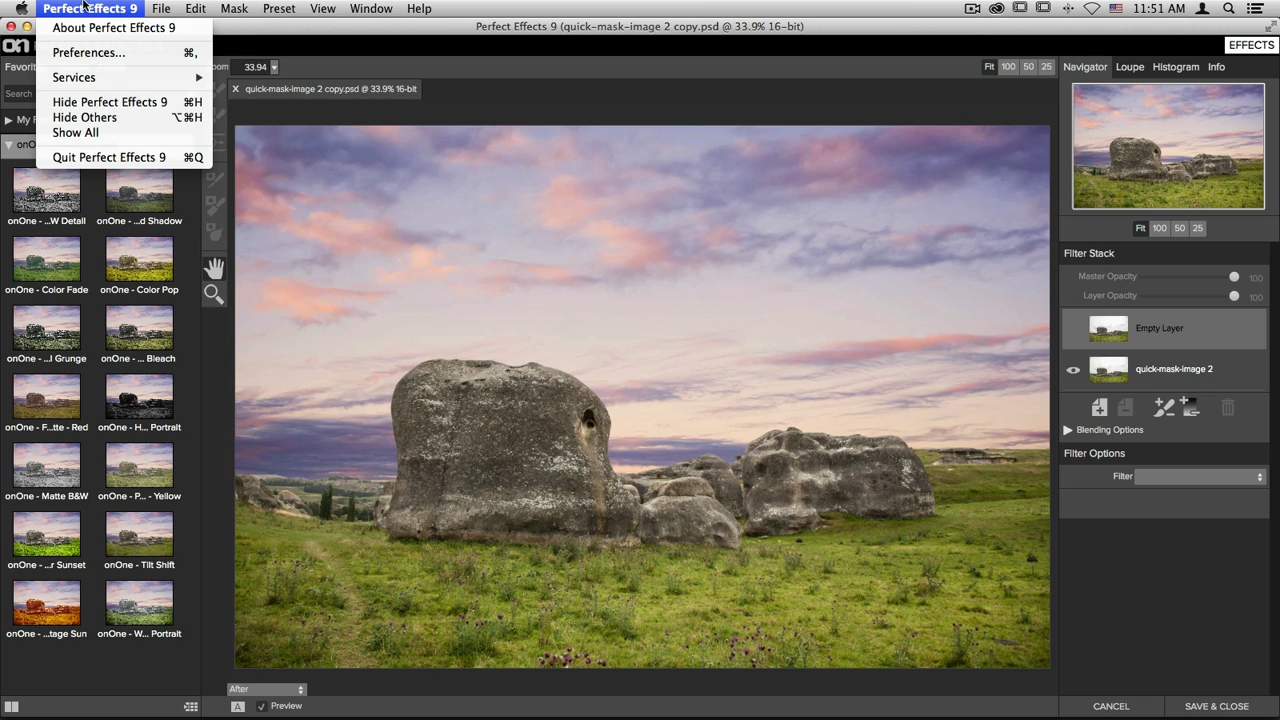 Perfect Effects 9 File Edit Mask Preset View Window Help 11:51 AM
Perfect Effects 9 (quick-mask-image 2 copy.psd @ 33.9% 16-bit)
About Perfect Effects 9
Preferences... ⌘,
Services
Hide Perfect Effects 9 ⌘H
Hide Others ⌥⌘H
Show All
Quit Perfect Effects 9 ⌘Q
on
EFFECTS
Favori
Search
My F
onO
33.94
Fit 100 50 25
X quick-mask-image 2 copy.psd @ 33.9% 16-bit
onOne - ...W Detail onOne - ...d Shadow
onOne - Color Fade onOne - Color Pop
onOne - ...l Grunge onOne - ... Bleach
onOne - F...tte - Red onOne - H... Portrait
onOne - Matte B&W onOne - P... - Yellow
onOne - ...r Sunset onOne - Tilt Shift
onOne - ...tage Sun onOne - W... Portrait
After
A Preview
Navigator Loupe Histogram Info
Fit 100 50 25
Filter Stack
Master Opacity 100
Layer Opacity 100
Empty Layer
quick-mask-image 2
Blending Options
Filter Options
Filter
CANCEL SAVE & CLOSE